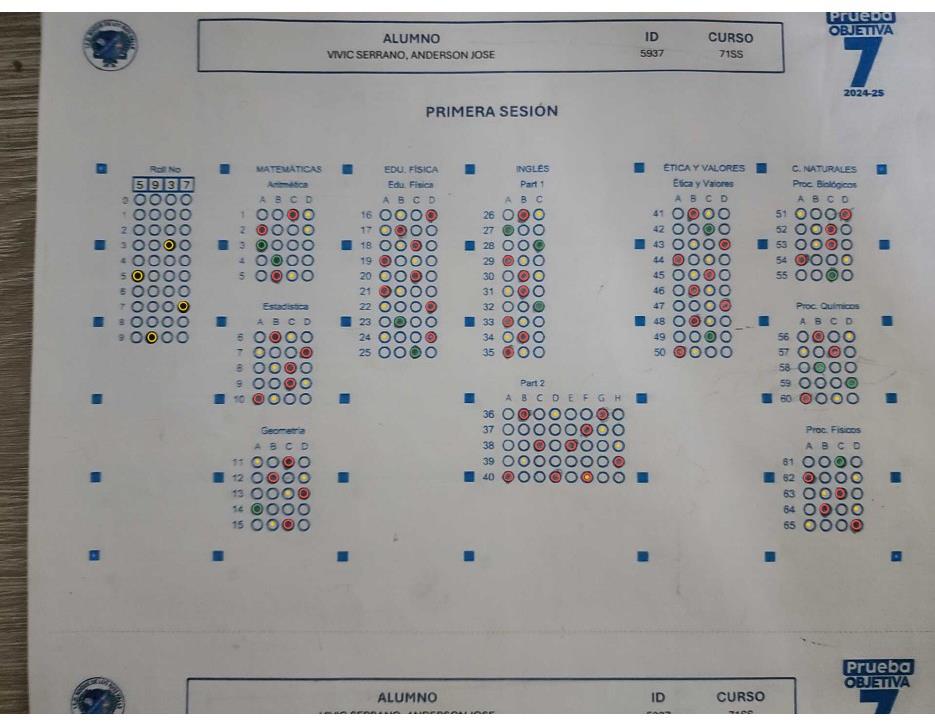 Prueba
OBJETIVA
7
2024-25
ALUMNO ID CURSO
VIVIC SERRANO, ANDERSON JOSE 5937 71SS
PRIMERA SESIÓN
Roll No MATEMÁTICAS EDU. FÍSICA INGLÉS ÉTICA Y VALORES C. NATURALES
5 9 3 7 Aritmética Edu. Física Part 1 Ética y Valores Proc. Biológicos
A B C D A B C D A B C A B C A B C D
0
1 1 16 26 41 51
2 2 17 27 42 52
3 3 18 28 43 53
4 4 19 29 44 54
5 5 20 30 45 55
6 21 31 46
7 Estadística 22 32 47 Proc. Químicos
8 A B C D 23 33 48 A B C D
9 6 24 34 49 56
7 25 35 50 57
8 58
9 Part 2 59
10 A B C D E F G H 60
36
Geometría 37 Proc. Físicos
A B C D 38 A B C D
11 39 61
12 40 62
13 63
14 64
15 65
Prueba
OBJETIVA
7
ALUMNO ID CURSO
VIVIC SERRANO, ANDERSON JOSE 5937 71SS